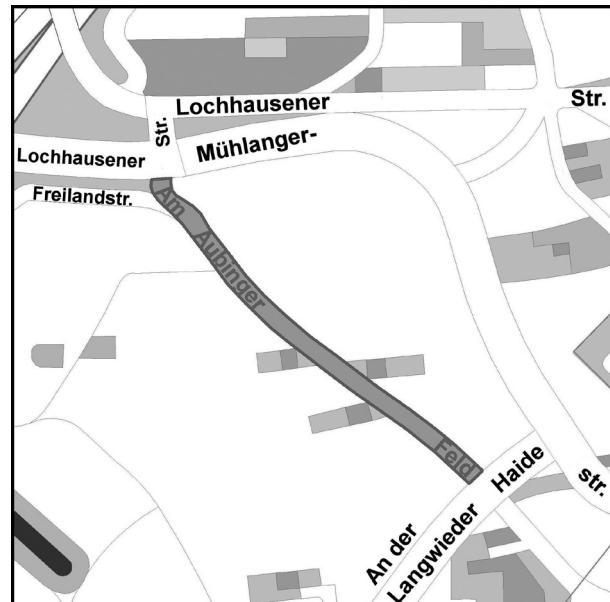 Lochhausener Str.
Str.
Lochhausener
Mühlanger-
Freilandstr.
Am Aubinger Feld
An der
Langwieder Haide
str.